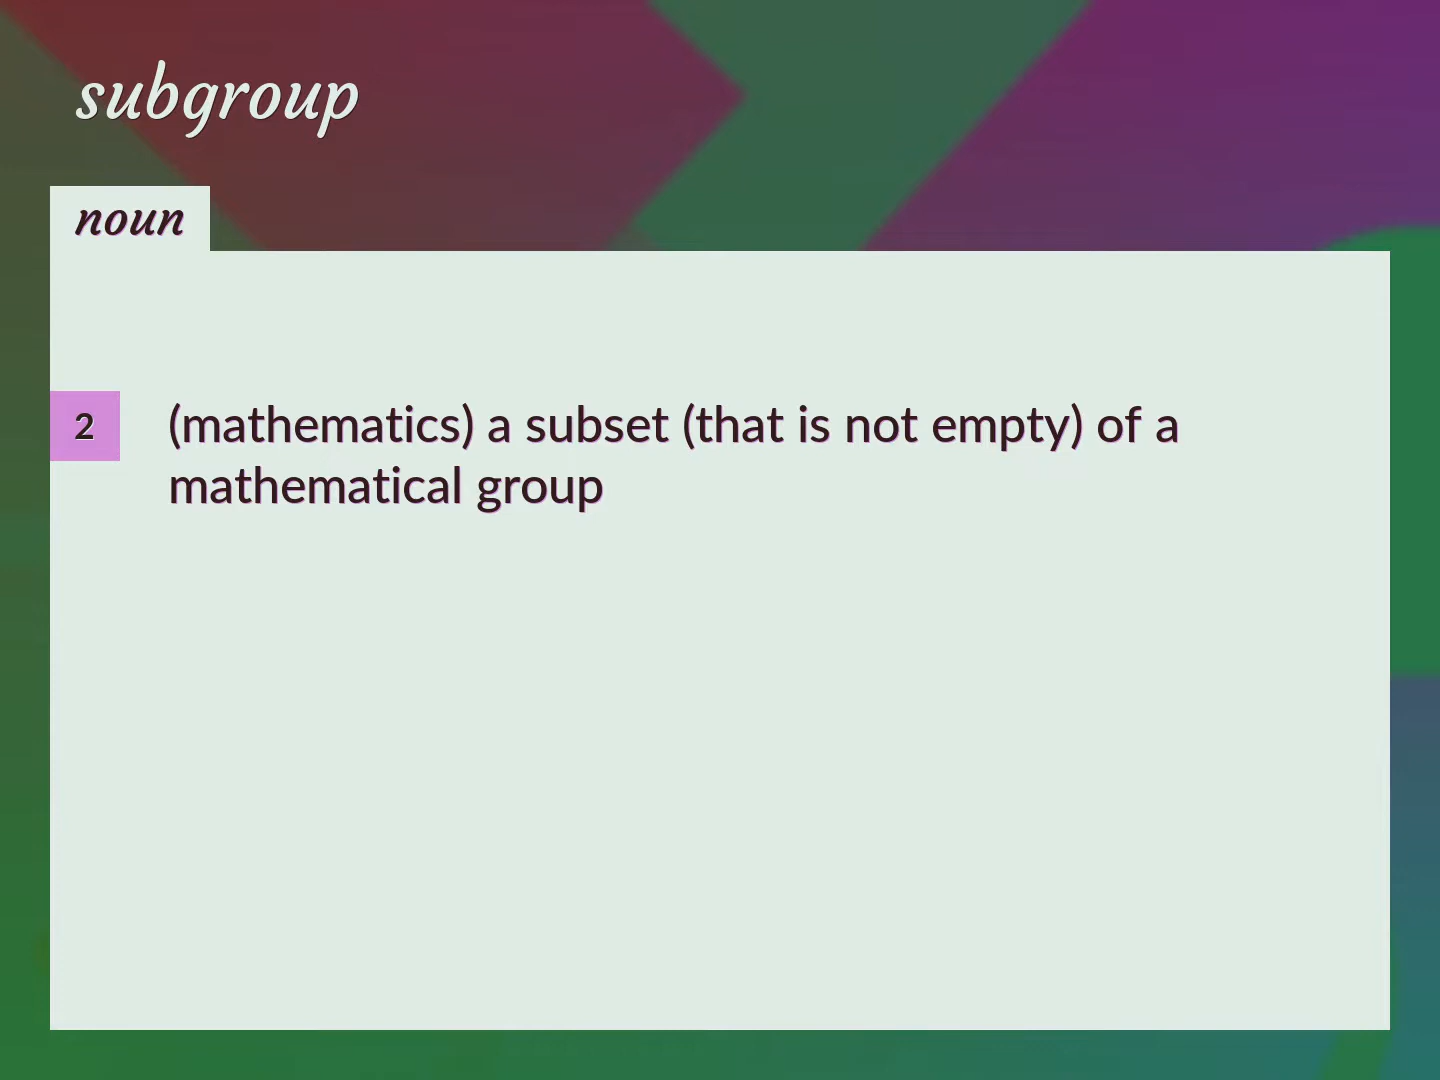 subgroup
noun
2
(mathematics) a subset (that is not empty) of a
mathematical group